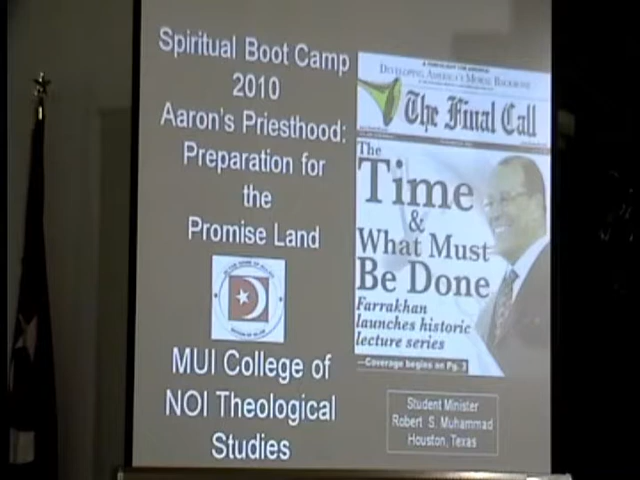 Spiritual Boot Camp
2010
Aaron's Priesthood:
Preparation for
the
Promise Land
MUI College of
NOI Theological
Studies
DEVELOPING AMERICA'S MORAL BACKBONE
The Final Call
The
Time
&
What Must
Be Done
Farrakhan
launches historic
lecture series
—Coverage begins on Pg. 3
Student Minister
Robert S. Muhammad
Houston, Texas